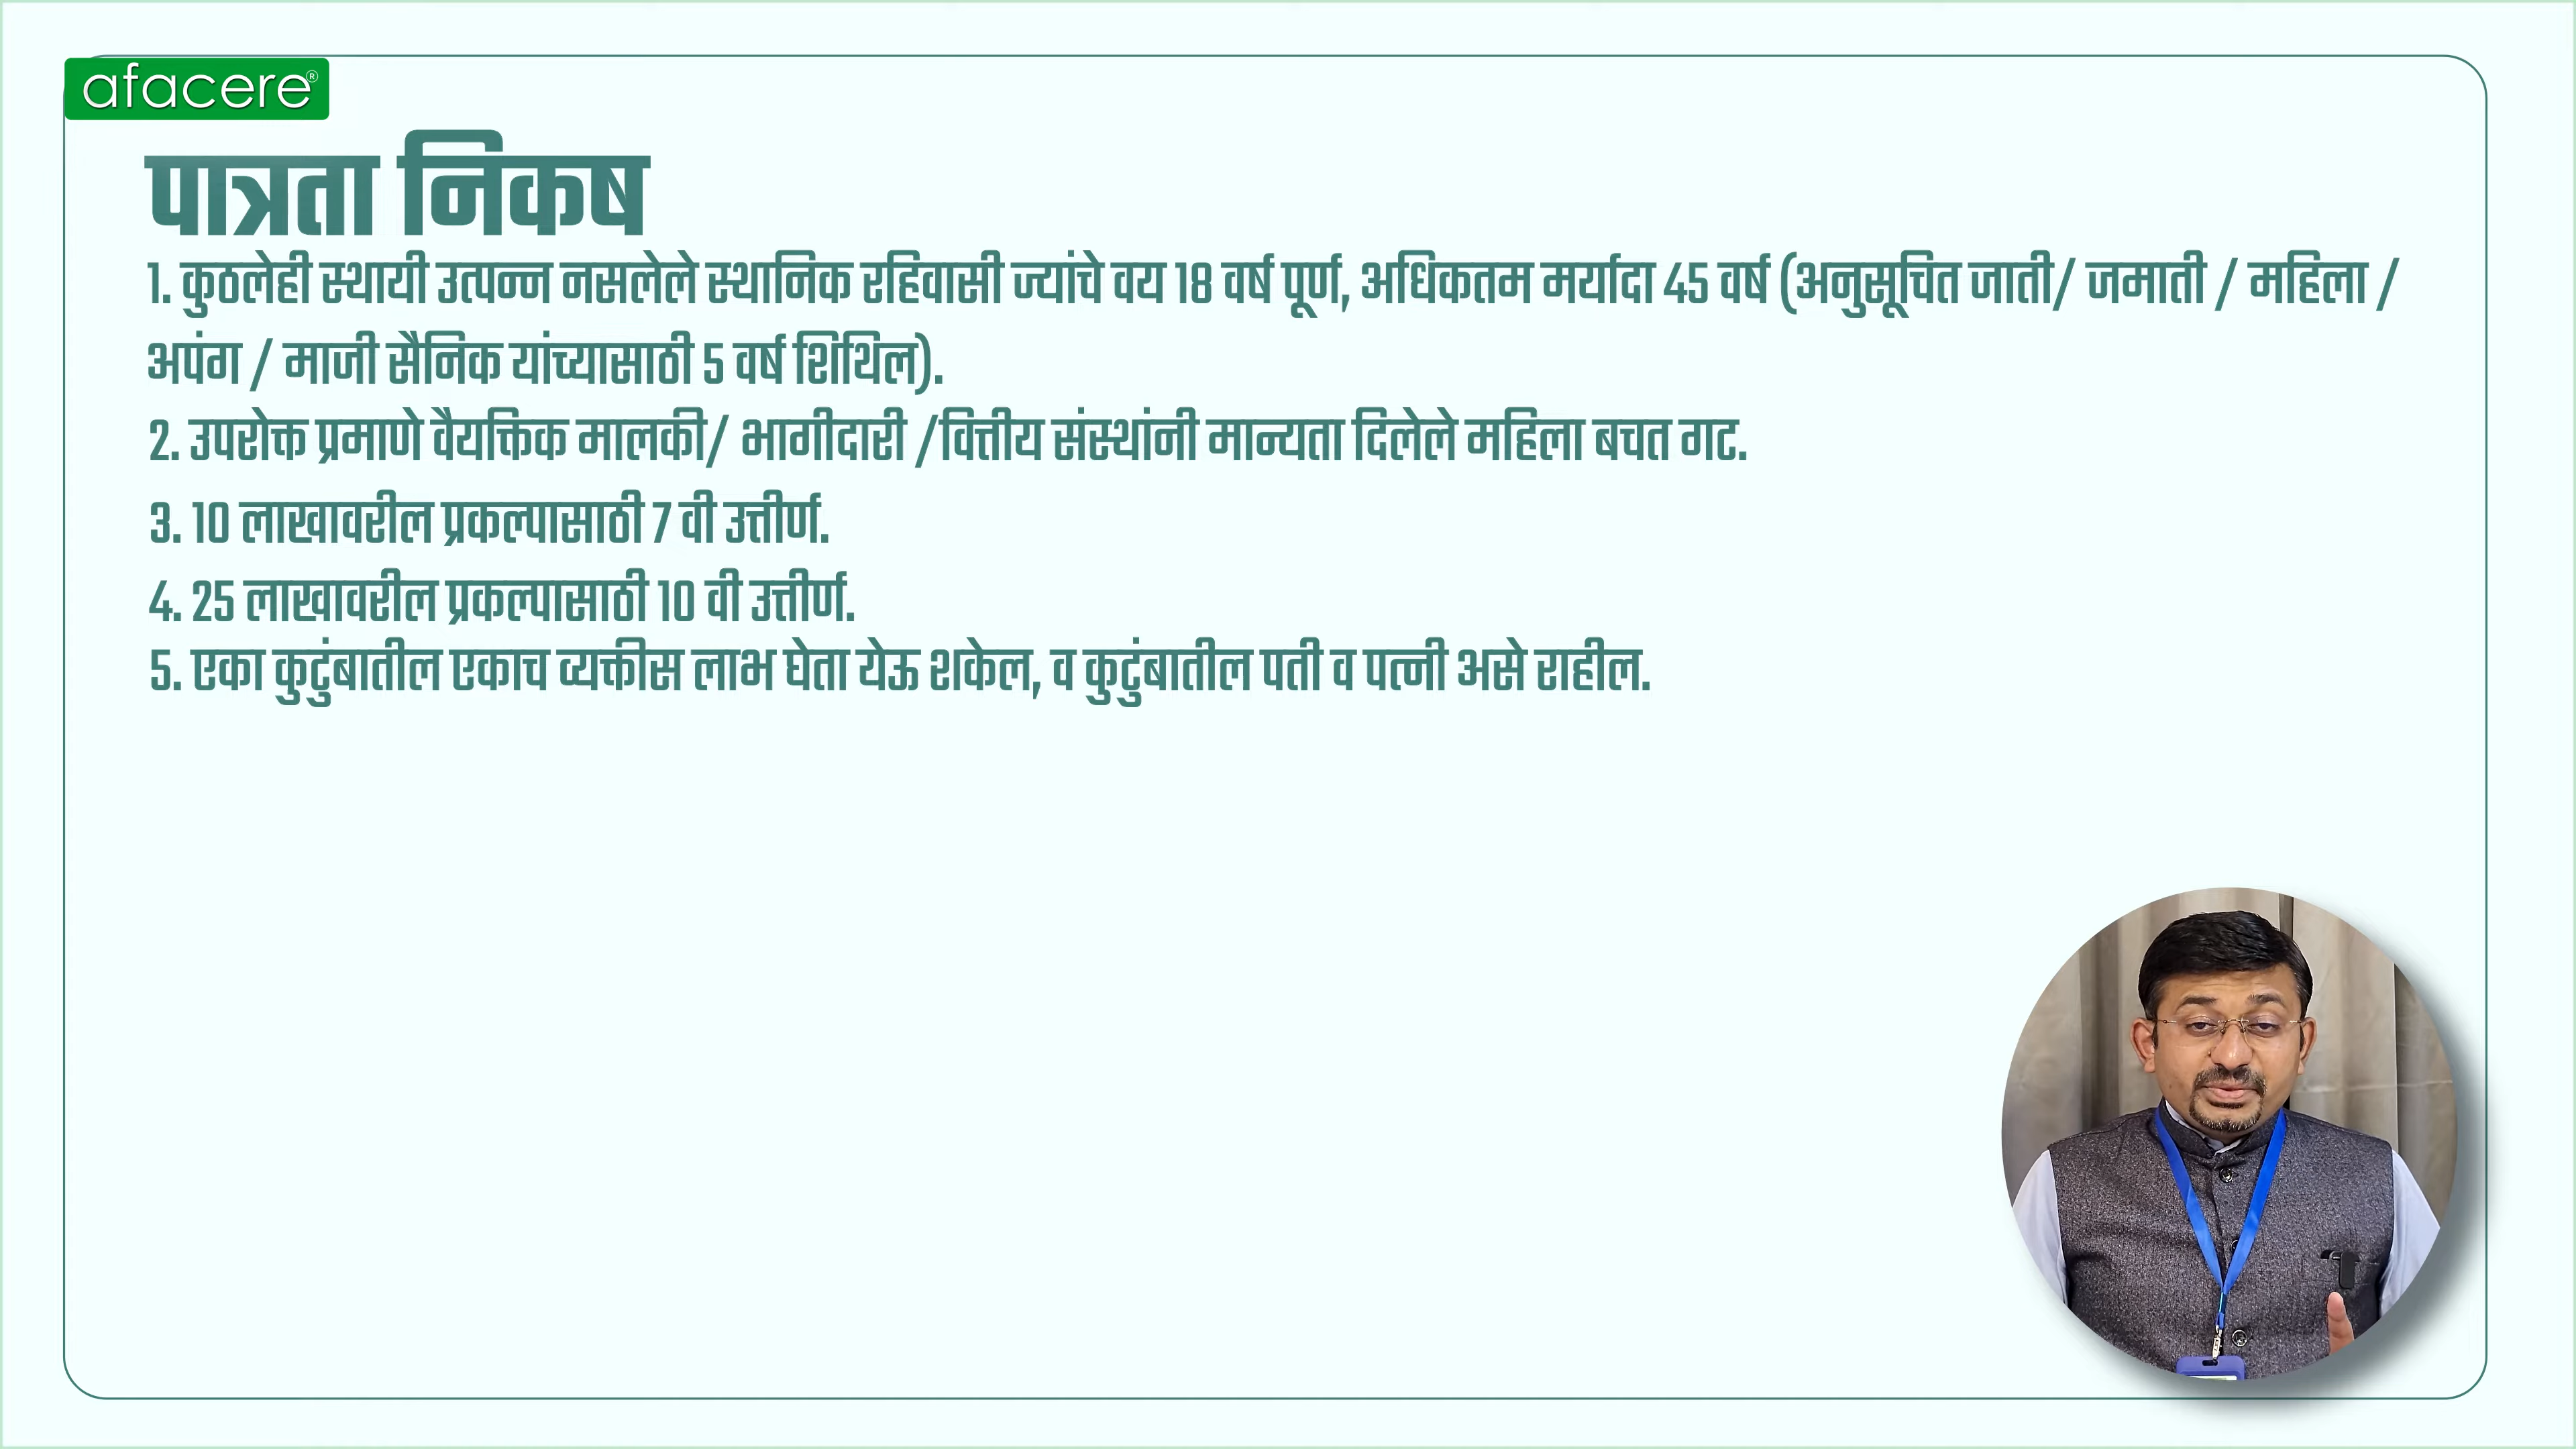 afacere®
पात्रता निकष
1. कुठलेही स्थायी उत्पन्न नसलेले स्थानिक रहिवासी ज्यांचे वय 18 वर्ष पूर्ण, अधिकतम मर्यादा 45 वर्ष (अनुसूचित जाती/ जमाती / महिला /
अपंग / माजी सैनिक यांच्यासाठी 5 वर्ष शिथिल).
2. उपरोक्त प्रमाणे वैयक्तिक मालकी/ भागीदारी /वित्तीय संस्थांनी मान्यता दिलेले महिला बचत गट.
3. 10 लाखावरील प्रकल्पासाठी 7 वी उत्तीर्ण.
4. 25 लाखावरील प्रकल्पासाठी 10 वी उत्तीर्ण.
5. एका कुटुंबातील एकाच व्यक्तीस लाभ घेता येऊ शकेल, व कुटुंबातील पती व पत्नी असे राहील.